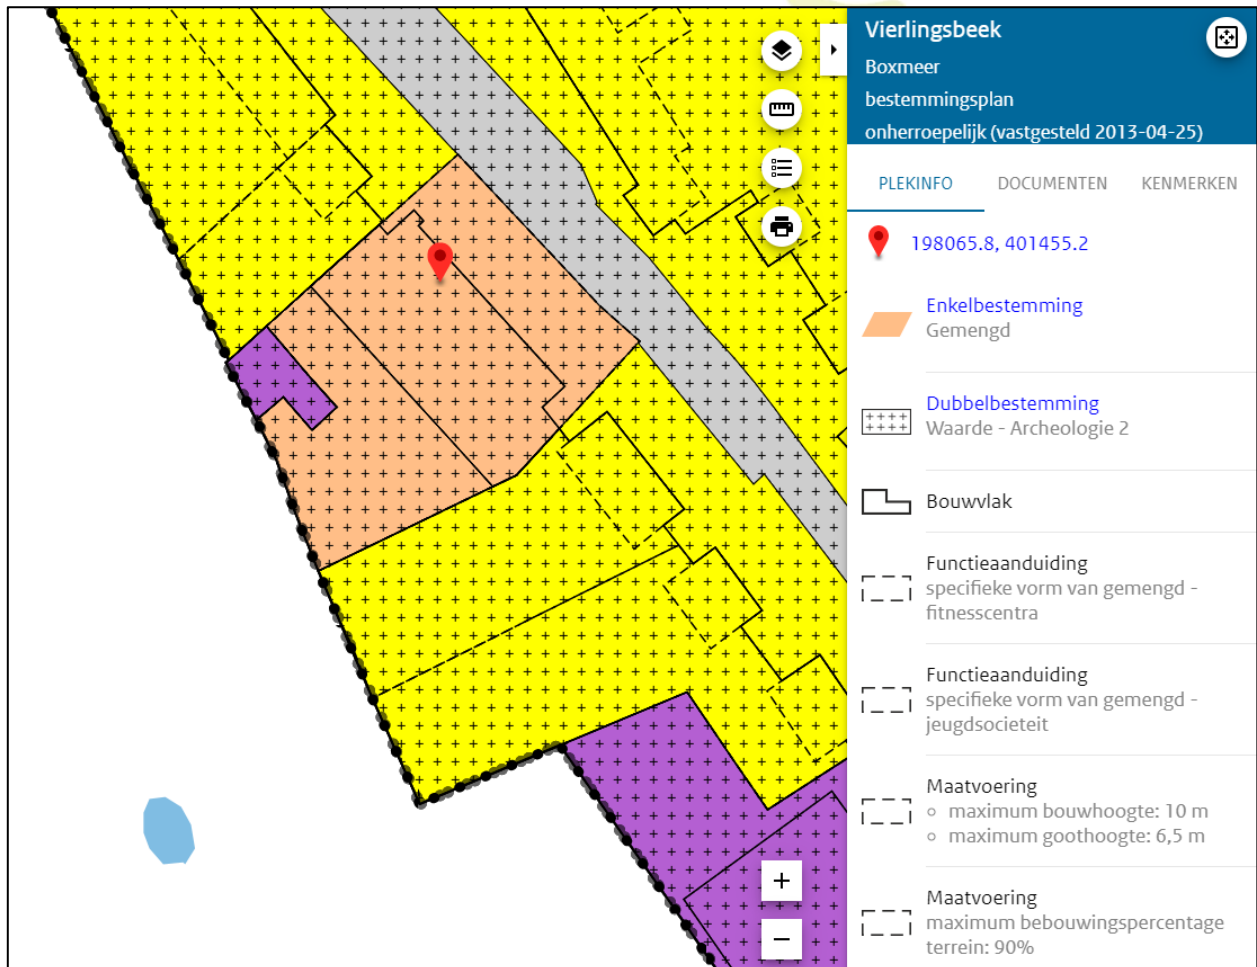 Vierlingsbeek
Boxmeer
bestemmingsplan
onherroepelijk (vastgesteld 2013-04-25)
PLEKINFO DOCUMENTEN KENMERKEN
198065.8, 401455.2
Enkelbestemming
Gemengd
Dubbelbestemming
Waarde - Archeologie 2
Bouwvlak
Functieaanduiding
specifieke vorm van gemengd -
fitnesscentra
Functieaanduiding
specifieke vorm van gemengd -
jeugdsocieteit
Maatvoering
maximum bouwhoogte: 10 m
maximum goothoogte: 6,5 m
Maatvoering
maximum bebouwingspercentage
terrein: 90%